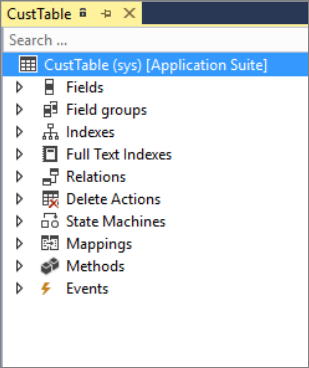 CustTable
Search ...
CustTable (sys) [Application Suite]
Fields
Field groups
Indexes
Full Text Indexes
Relations
Delete Actions
State Machines
Mappings
Methods
Events